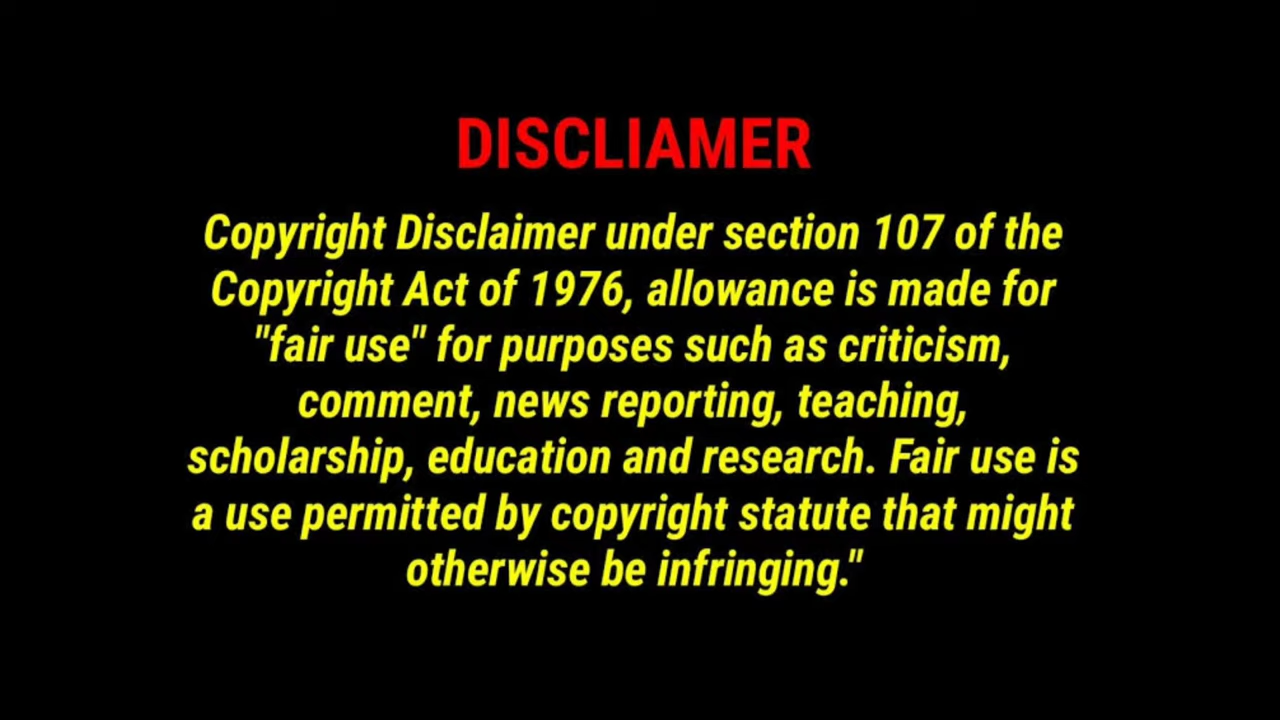 DISCLIAMER
Copyright Disclaimer under section 107 of the
Copyright Act of 1976, allowance is made for
"fair use" for purposes such as criticism,
comment, news reporting, teaching,
scholarship, education and research. Fair use is
a use permitted by copyright statute that might
otherwise be infringing."